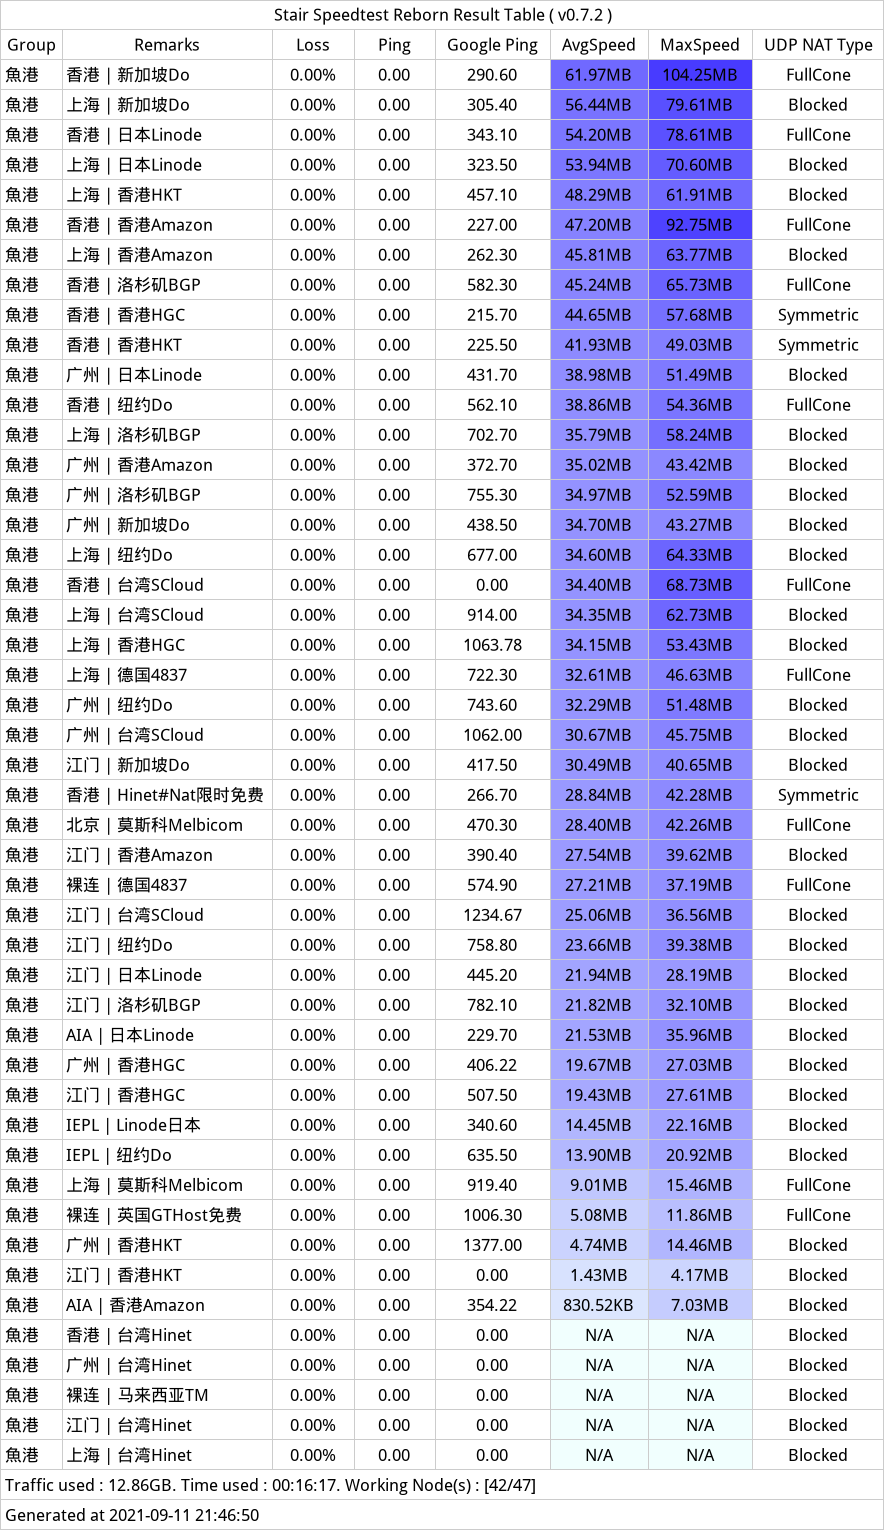 Stair Speedtest Reborn Result Table ( v0.7.2 )
Group Remarks Loss Ping Google Ping AvgSpeed MaxSpeed UDP NAT Type
魚港 香港 | 新加坡Do 0.00% 0.00 290.60 61.97MB 104.25MB FullCone
魚港 上海 | 新加坡Do 0.00% 0.00 305.40 56.44MB 79.61MB Blocked
魚港 香港 | 日本Linode 0.00% 0.00 343.10 54.20MB 78.61MB FullCone
魚港 上海 | 日本Linode 0.00% 0.00 323.50 53.94MB 70.60MB Blocked
魚港 上海 | 香港HKT 0.00% 0.00 457.10 48.29MB 61.91MB Blocked
魚港 香港 | 香港Amazon 0.00% 0.00 227.00 47.20MB 92.75MB FullCone
魚港 上海 | 香港Amazon 0.00% 0.00 262.30 45.81MB 63.77MB Blocked
魚港 香港 | 洛杉矶BGP 0.00% 0.00 582.30 45.24MB 65.73MB FullCone
魚港 香港 | 香港HGC 0.00% 0.00 215.70 44.65MB 57.68MB Symmetric
魚港 香港 | 香港HKT 0.00% 0.00 225.50 41.93MB 49.03MB Symmetric
魚港 广州 | 日本Linode 0.00% 0.00 431.70 38.98MB 51.49MB Blocked
魚港 香港 | 纽约Do 0.00% 0.00 562.10 38.86MB 54.36MB FullCone
魚港 上海 | 洛杉矶BGP 0.00% 0.00 702.70 35.79MB 58.24MB Blocked
魚港 广州 | 香港Amazon 0.00% 0.00 372.70 35.02MB 43.42MB Blocked
魚港 广州 | 洛杉矶BGP 0.00% 0.00 755.30 34.97MB 52.59MB Blocked
魚港 广州 | 新加坡Do 0.00% 0.00 438.50 34.70MB 43.27MB Blocked
魚港 上海 | 纽约Do 0.00% 0.00 677.00 34.60MB 64.33MB Blocked
魚港 香港 | 台湾SCloud 0.00% 0.00 0.00 34.40MB 68.73MB FullCone
魚港 上海 | 台湾SCloud 0.00% 0.00 914.00 34.35MB 62.73MB Blocked
魚港 上海 | 香港HGC 0.00% 0.00 1063.78 34.15MB 53.43MB Blocked
魚港 上海 | 德国4837 0.00% 0.00 722.30 32.61MB 46.63MB FullCone
魚港 广州 | 纽约Do 0.00% 0.00 743.60 32.29MB 51.48MB Blocked
魚港 广州 | 台湾SCloud 0.00% 0.00 1062.00 30.67MB 45.75MB Blocked
魚港 江门 | 新加坡Do 0.00% 0.00 417.50 30.49MB 40.65MB Blocked
魚港 香港 | Hinet#Nat限时免费 0.00% 0.00 266.70 28.84MB 42.28MB Symmetric
魚港 北京 | 莫斯科Melbicom 0.00% 0.00 470.30 28.40MB 42.26MB FullCone
魚港 江门 | 香港Amazon 0.00% 0.00 390.40 27.54MB 39.62MB Blocked
魚港 裸连 | 德国4837 0.00% 0.00 574.90 27.21MB 37.19MB FullCone
魚港 江门 | 台湾SCloud 0.00% 0.00 1234.67 25.06MB 36.56MB Blocked
魚港 江门 | 纽约Do 0.00% 0.00 758.80 23.66MB 39.38MB Blocked
魚港 江门 | 日本Linode 0.00% 0.00 445.20 21.94MB 28.19MB Blocked
魚港 江门 | 洛杉矶BGP 0.00% 0.00 782.10 21.82MB 32.10MB Blocked
魚港 AIA | 日本Linode 0.00% 0.00 229.70 21.53MB 35.96MB Blocked
魚港 广州 | 香港HGC 0.00% 0.00 406.22 19.67MB 27.03MB Blocked
魚港 江门 | 香港HGC 0.00% 0.00 507.50 19.43MB 27.61MB Blocked
魚港 IEPL | Linode日本 0.00% 0.00 340.60 14.45MB 22.16MB Blocked
魚港 IEPL | 纽约Do 0.00% 0.00 635.50 13.90MB 20.92MB Blocked
魚港 上海 | 莫斯科Melbicom 0.00% 0.00 919.40 9.01MB 15.46MB FullCone
魚港 裸连 | 英国GTHost免费 0.00% 0.00 1006.30 5.08MB 11.86MB FullCone
魚港 广州 | 香港HKT 0.00% 0.00 1377.00 4.74MB 14.46MB Blocked
魚港 江门 | 香港HKT 0.00% 0.00 0.00 1.43MB 4.17MB Blocked
魚港 AIA | 香港Amazon 0.00% 0.00 354.22 830.52KB 7.03MB Blocked
魚港 香港 | 台湾Hinet 0.00% 0.00 0.00 N/A N/A Blocked
魚港 广州 | 台湾Hinet 0.00% 0.00 0.00 N/A N/A Blocked
魚港 裸连 | 马来西亚TM 0.00% 0.00 0.00 N/A N/A Blocked
魚港 江门 | 台湾Hinet 0.00% 0.00 0.00 N/A N/A Blocked
魚港 上海 | 台湾Hinet 0.00% 0.00 0.00 N/A N/A Blocked
Traffic used : 12.86GB. Time used : 00:16:17. Working Node(s) : [42/47]
Generated at 2021-09-11 21:46:50